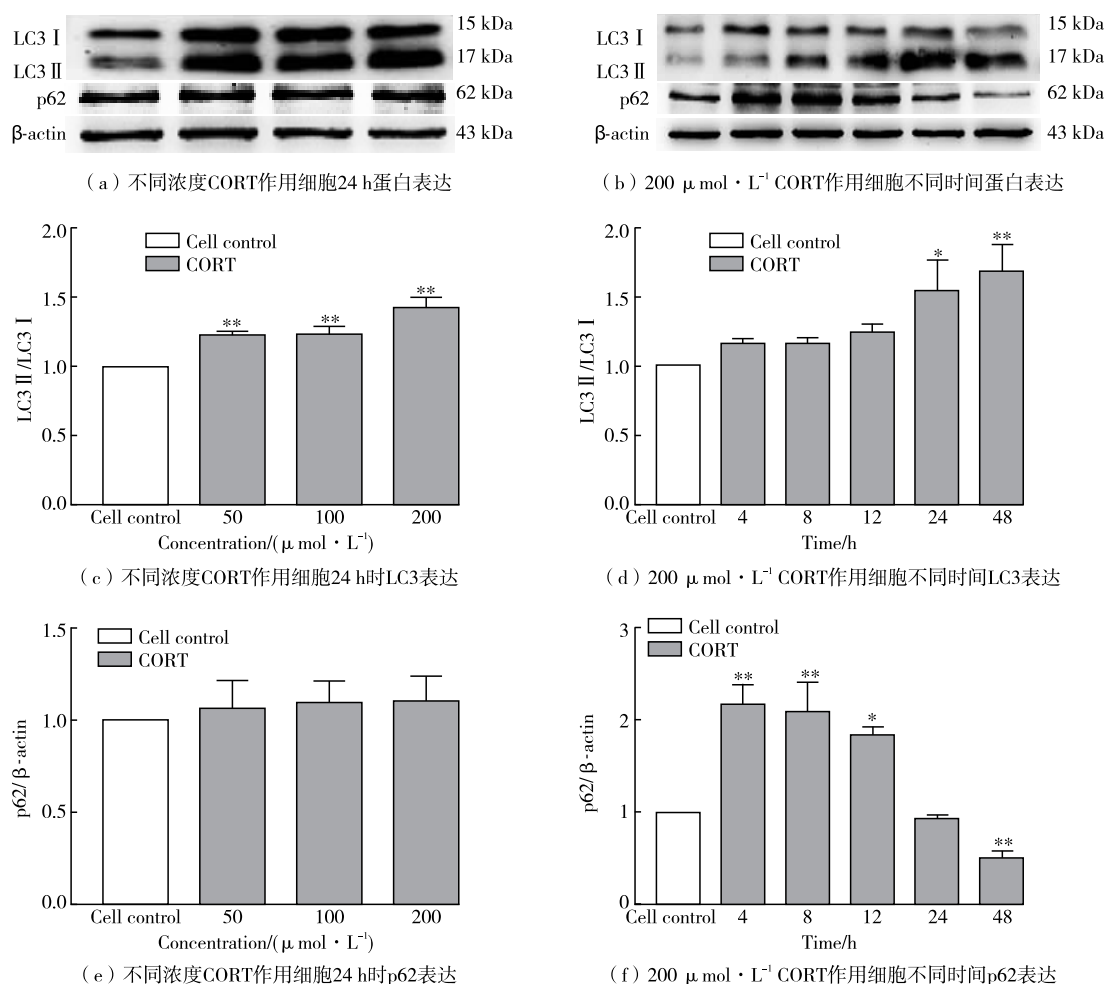 LC3 Ⅰ
15 kDa
LC3 Ⅱ
17 kDa
p62
62 kDa
β-actin
43 kDa
(a)不同浓度CORT作用细胞24 h蛋白表达
LC3 Ⅰ
15 kDa
LC3 Ⅱ
17 kDa
p62
62 kDa
β-actin
43 kDa
(b)200 μmol·L⁻¹ CORT作用细胞不同时间蛋白表达
2.0
1.5
1.0
0.5
0.0
LC3Ⅱ/LC3Ⅰ
Cell control
CORT
**
**
**
Cell control 50 100 200
Concentration/(μmol·L⁻¹)
(c)不同浓度CORT作用细胞24 h时LC3表达
2.0
1.5
1.0
0.5
0.0
LC3Ⅱ/LC3Ⅰ
Cell control
CORT
*
**
Cell control 4 8 12 24 48
Time/h
(d)200 μmol·L⁻¹ CORT作用细胞不同时间LC3表达
1.5
1.0
0.5
0.0
p62/β-actin
Cell control
CORT
Cell control 50 100 200
Concentration/(μmol·L⁻¹)
(e)不同浓度CORT作用细胞24 h时p62表达
3
2
1
0
p62/β-actin
Cell control
CORT
**
**
*
**
Cell control 4 8 12 24 48
Time/h
(f)200 μmol·L⁻¹ CORT作用细胞不同时间p62表达